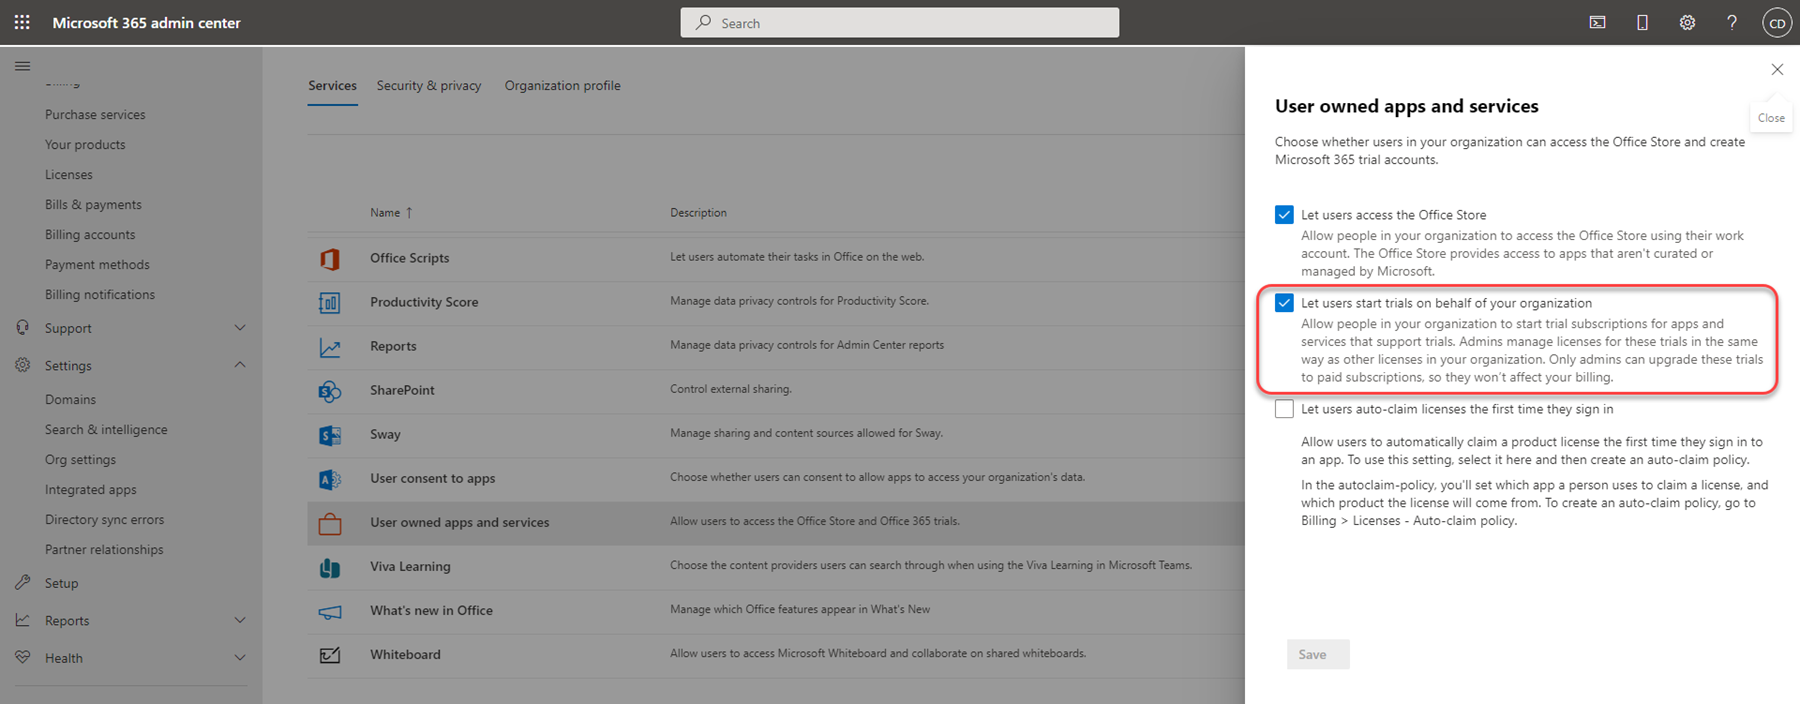 Microsoft 365 admin center
Search
CD
Purchase services
Your products
Licenses
Bills & payments
Billing accounts
Payment methods
Billing notifications
Support
Settings
Domains
Search & intelligence
Org settings
Integrated apps
Directory sync errors
Partner relationships
Setup
Reports
Health
Services
Security & privacy
Organization profile
Name ↑
Description
Office Scripts
Let users automate their tasks in Office on the web.
Productivity Score
Manage data privacy controls for Productivity Score.
Reports
Manage data privacy controls for Admin Center reports
SharePoint
Control external sharing.
Sway
Manage sharing and content sources allowed for Sway.
User consent to apps
Choose whether users can consent to allow apps to access your organization's data.
User owned apps and services
Allow users to access the Office Store and Office 365 trials.
Viva Learning
Choose the content providers users can search through when using the Viva Learning in Microsoft Teams.
What's new in Office
Manage which Office features appear in What's New
Whiteboard
Allow users to access Microsoft Whiteboard and collaborate on shared whiteboards.
Close
User owned apps and services
Choose whether users in your organization can access the Office Store and create
Microsoft 365 trial accounts.
Let users access the Office Store
Allow people in your organization to access the Office Store using their work
account. The Office Store provides access to apps that aren't curated or
managed by Microsoft.
Let users start trials on behalf of your organization
Allow people in your organization to start trial subscriptions for apps and
services that support trials. Admins manage licenses for these trials in the same
way as other licenses in your organization. Only admins can upgrade these trials
to paid subscriptions, so they won't affect your billing.
Let users auto-claim licenses the first time they sign in
Allow users to automatically claim a product license the first time they sign in to
an app. To use this setting, select it here and then create an auto-claim policy.
In the autoclaim-policy, you'll set which app a person uses to claim a license, and
which product the license will come from. To create an auto-claim policy, go to
Billing > Licenses - Auto-claim policy.
Save